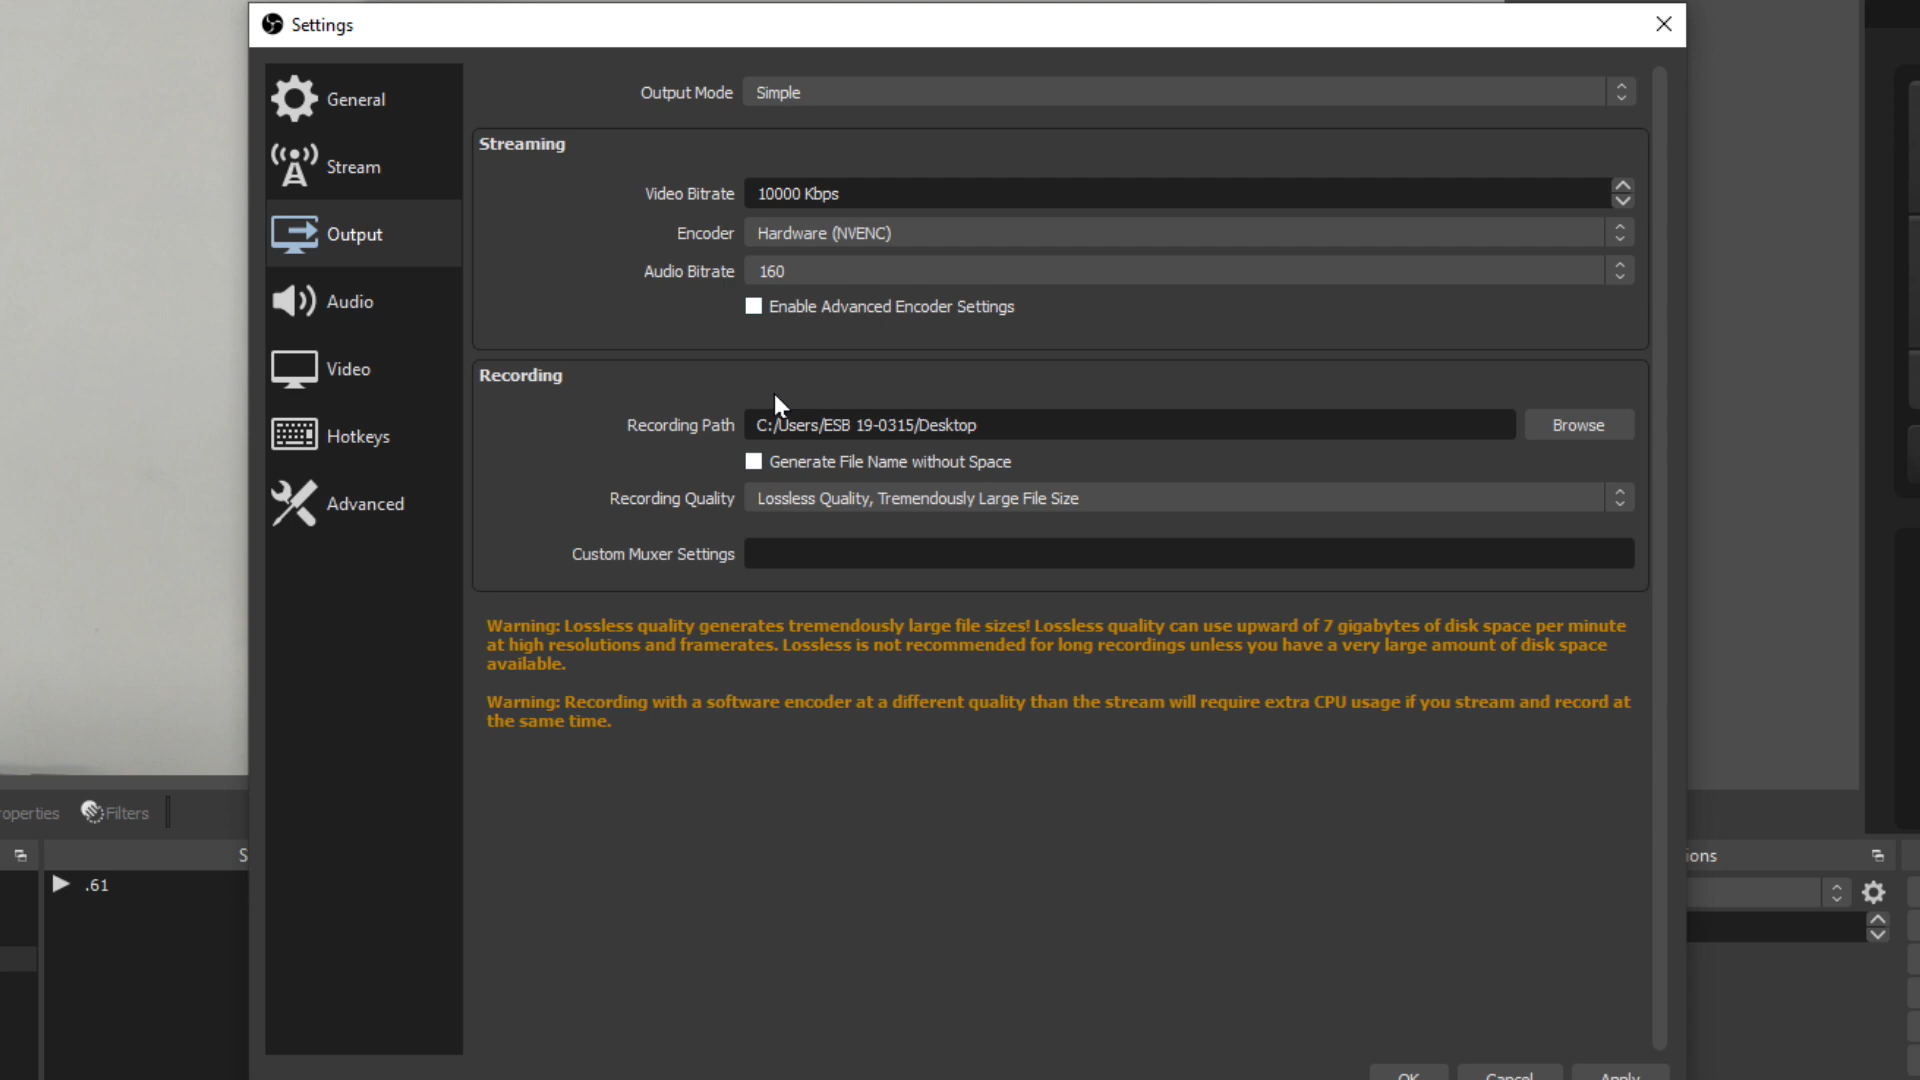 Settings
General
Stream
Output
Audio
Video
Hotkeys
Advanced
Output Mode Simple
Streaming
Video Bitrate 10000 Kbps
Encoder Hardware (NVENC)
Audio Bitrate 160
Enable Advanced Encoder Settings
Recording
Recording Path C:/Users/ESB 19-0315/Desktop Browse
Generate File Name without Space
Recording Quality Lossless Quality, Tremendously Large File Size
Custom Muxer Settings
Warning: Lossless quality generates tremendously large file sizes! Lossless quality can use upward of 7 gigabytes of disk space per minute
at high resolutions and framerates. Lossless is not recommended for long recordings unless you have a very large amount of disk space
available.
Warning: Recording with a software encoder at a different quality than the stream will require extra CPU usage if you stream and record at
the same time.
operties Filters
S ions
.61
OK Cancel Apply